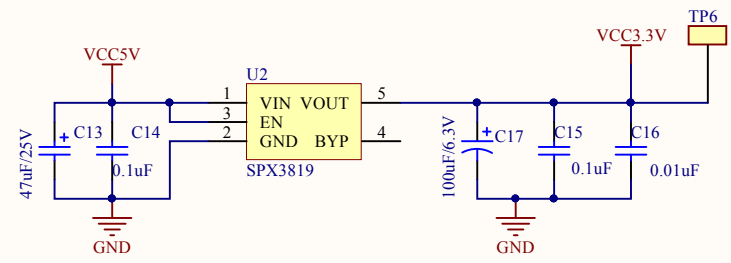 TP6
VCC5V
VCC3.3V
U2
1 VIN VOUT 5
3 EN
2 GND BYP 4
SPX3819
C13
47uF/25V
C14
0.1uF
C17
100uF/6.3V
C15
0.1uF
C16
0.01uF
GND
GND